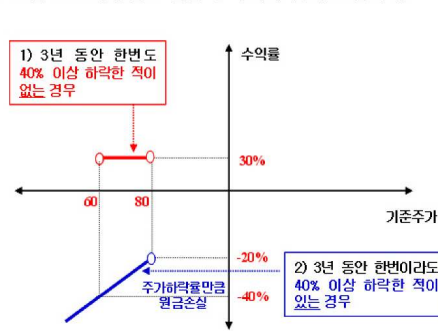 1) 3년 동안 한번도
40% 이상 하락한 적이
없는 경우
수익률
30%
60
80
기준주가
-20%
주가하락률만큼
원금손실
-40%
2) 3년 동안 한번이라도
40% 이상 하락한 적이
있는 경우